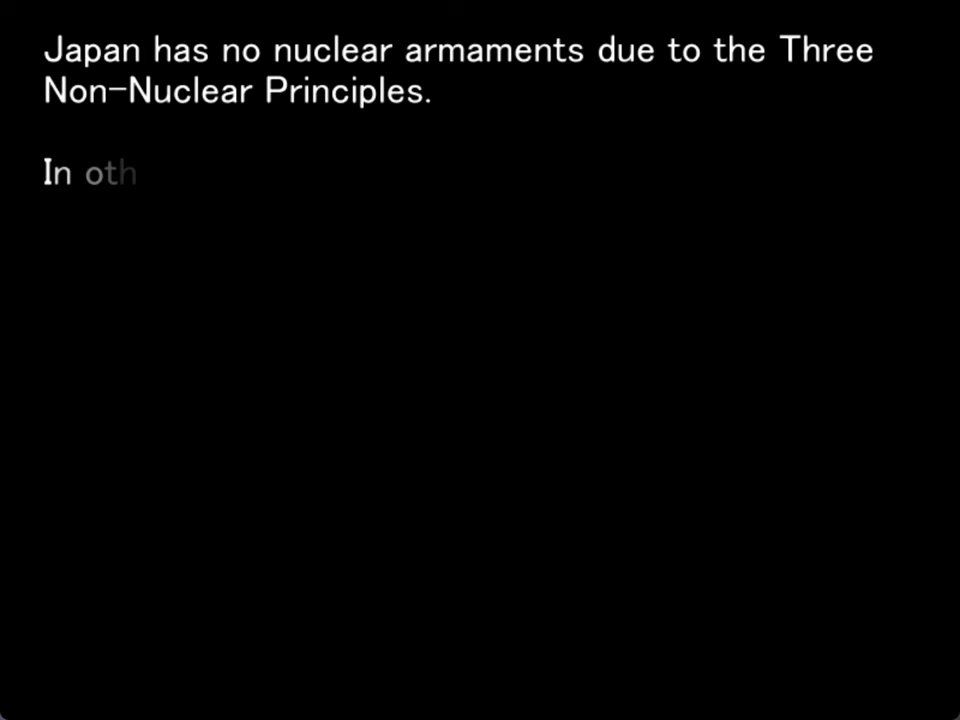 Japan has no nuclear armaments due to the Three
Non-Nuclear Principles.
In oth